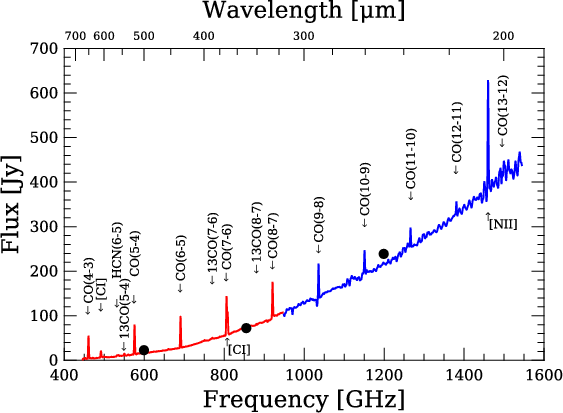 Wavelength [μm]
700 600 500 400 300 200
700
600
500
400
300
200
100
0
Flux [Jy]
CO(4-3)
[CI]
HCN(6-5)
13CO(5-4)
CO(5-4)
CO(6-5)
13CO(7-6)
CO(7-6)
[CI]
13CO(8-7)
CO(8-7)
CO(9-8)
CO(10-9)
CO(11-10)
CO(12-11)
[NII]
CO(13-12)
400 600 800 1000 1200 1400 1600
Frequency [GHz]